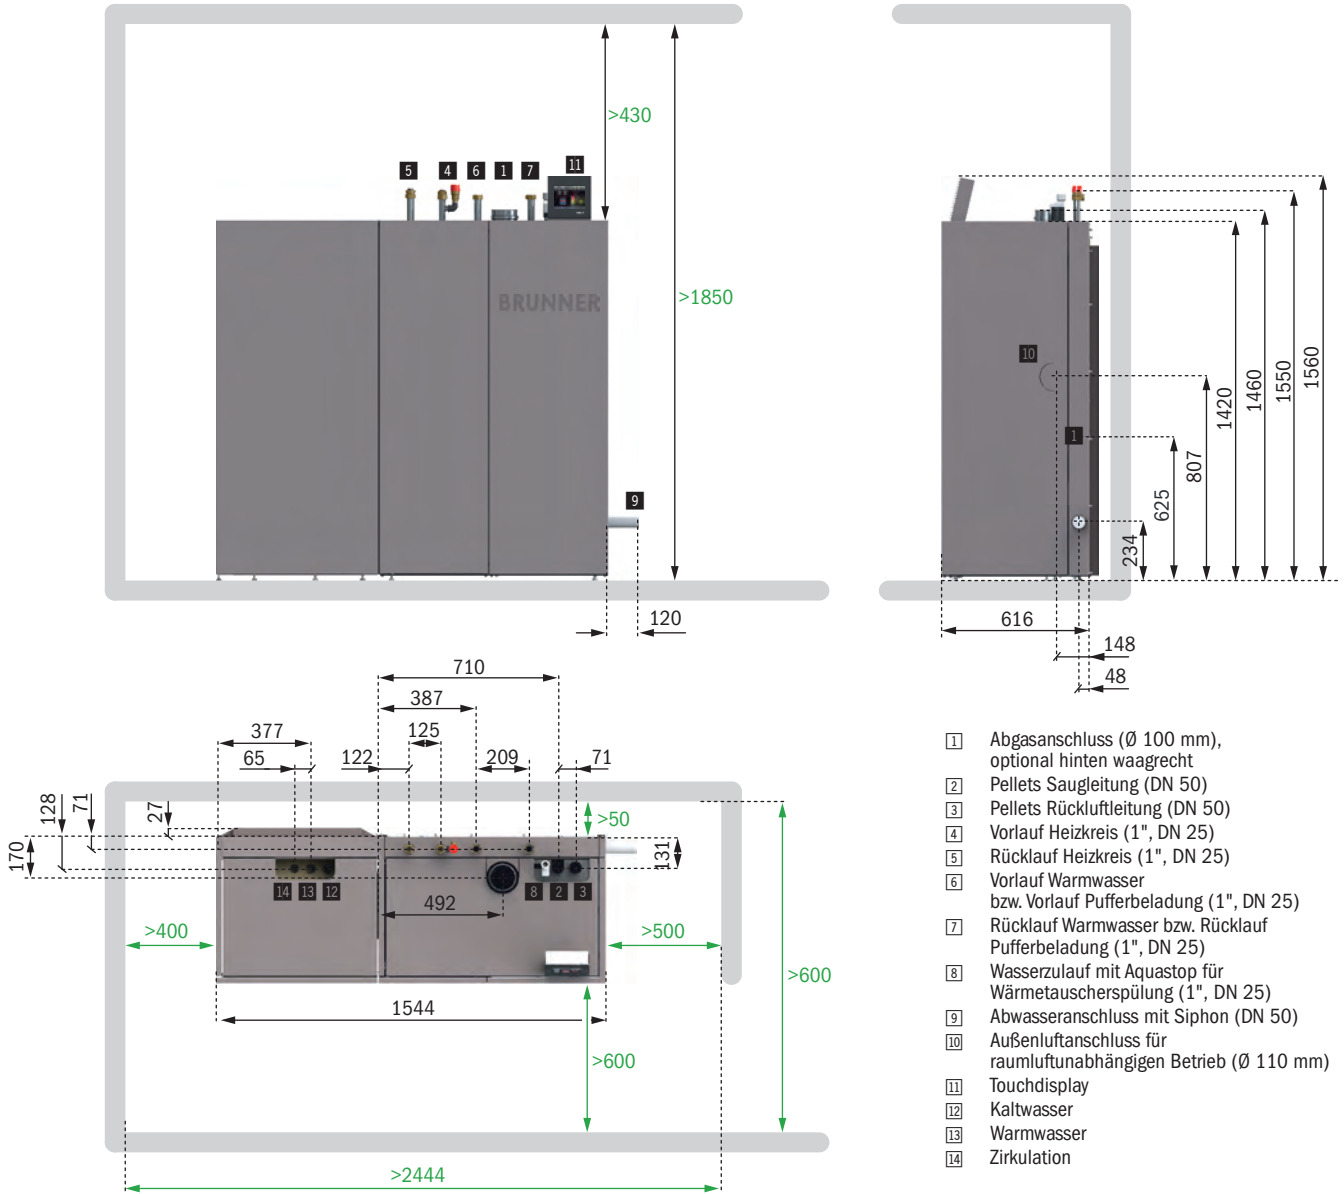 >430
5
4
6
1
7
11
>1850
BRUNNER
9
120
10
1
234
625
807
1420
1460
1550
1560
616
148
48
710
387
377
125
65
122
209
71
128
71
27
>50
170
131
14
13
12
8
2
3
492
>400
>500
>600
1544
>600
>2444
1 Abgasanschluss (Ø 100 mm),
optional hinten waagrecht
2 Pellets Saugleitung (DN 50)
3 Pellets Rückluftleitung (DN 50)
4 Vorlauf Heizkreis (1", DN 25)
5 Rücklauf Heizkreis (1", DN 25)
6 Vorlauf Warmwasser
bzw. Vorlauf Pufferbeladung (1", DN 25)
7 Rücklauf Warmwasser bzw. Rücklauf
Pufferbeladung (1", DN 25)
8 Wasserzulauf mit Aquastop für
Wärmetauscherspülung (1", DN 25)
9 Abwasseranschluss mit Siphon (DN 50)
10 Außenluftanschluss für
raumluftunabhängigen Betrieb (Ø 110 mm)
11 Touchdisplay
12 Kaltwasser
13 Warmwasser
14 Zirkulation